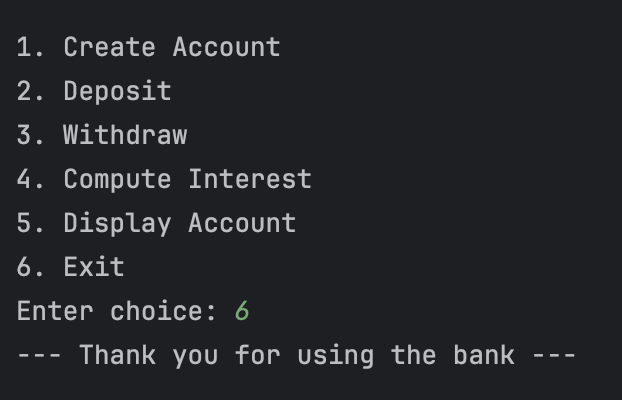 1. Create Account
2. Deposit
3. Withdraw
4. Compute Interest
5. Display Account
6. Exit
Enter choice: 6
--- Thank you for using the bank ---